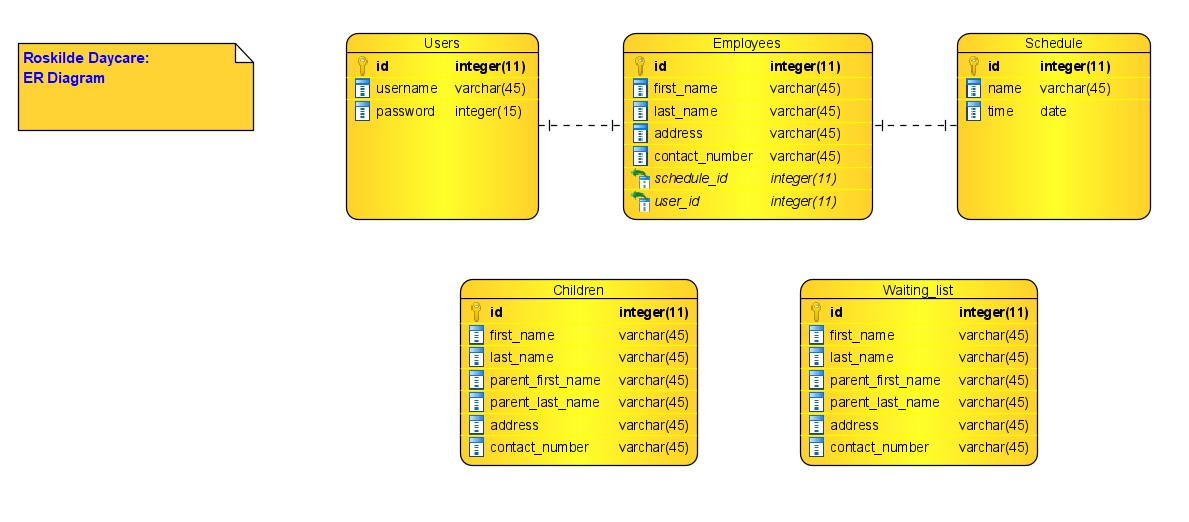 Roskilde Daycare:
ER Diagram
Users
id integer(11)
username varchar(45)
password integer(15)
Employees
id integer(11)
first_name varchar(45)
last_name varchar(45)
address varchar(45)
contact_number varchar(45)
schedule_id integer(11)
user_id integer(11)
Schedule
id integer(11)
name varchar(45)
time date
Children
id integer(11)
first_name varchar(45)
last_name varchar(45)
parent_first_name varchar(45)
parent_last_name varchar(45)
address varchar(45)
contact_number varchar(45)
Waiting_list
id integer(11)
first_name varchar(45)
last_name varchar(45)
parent_first_name varchar(45)
parent_last_name varchar(45)
address varchar(45)
contact_number varchar(45)